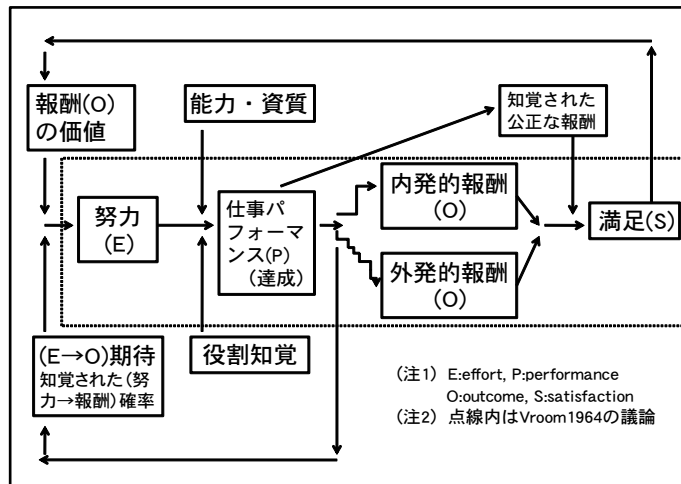 報酬(O)
の価値
能力・資質
知覚された
公正な報酬
努力
(E)
仕事パ
フォーマ
ンス(P)
(達成)
内発的報酬
(O)
外発的報酬
(O)
満足(S)
(E→O)期待
知覚された(努
力→報酬)確率
役割知覚
(注1) E:effort, P:performance
O:outcome, S:satisfaction
(注2) 点線内はVroom1964の議論